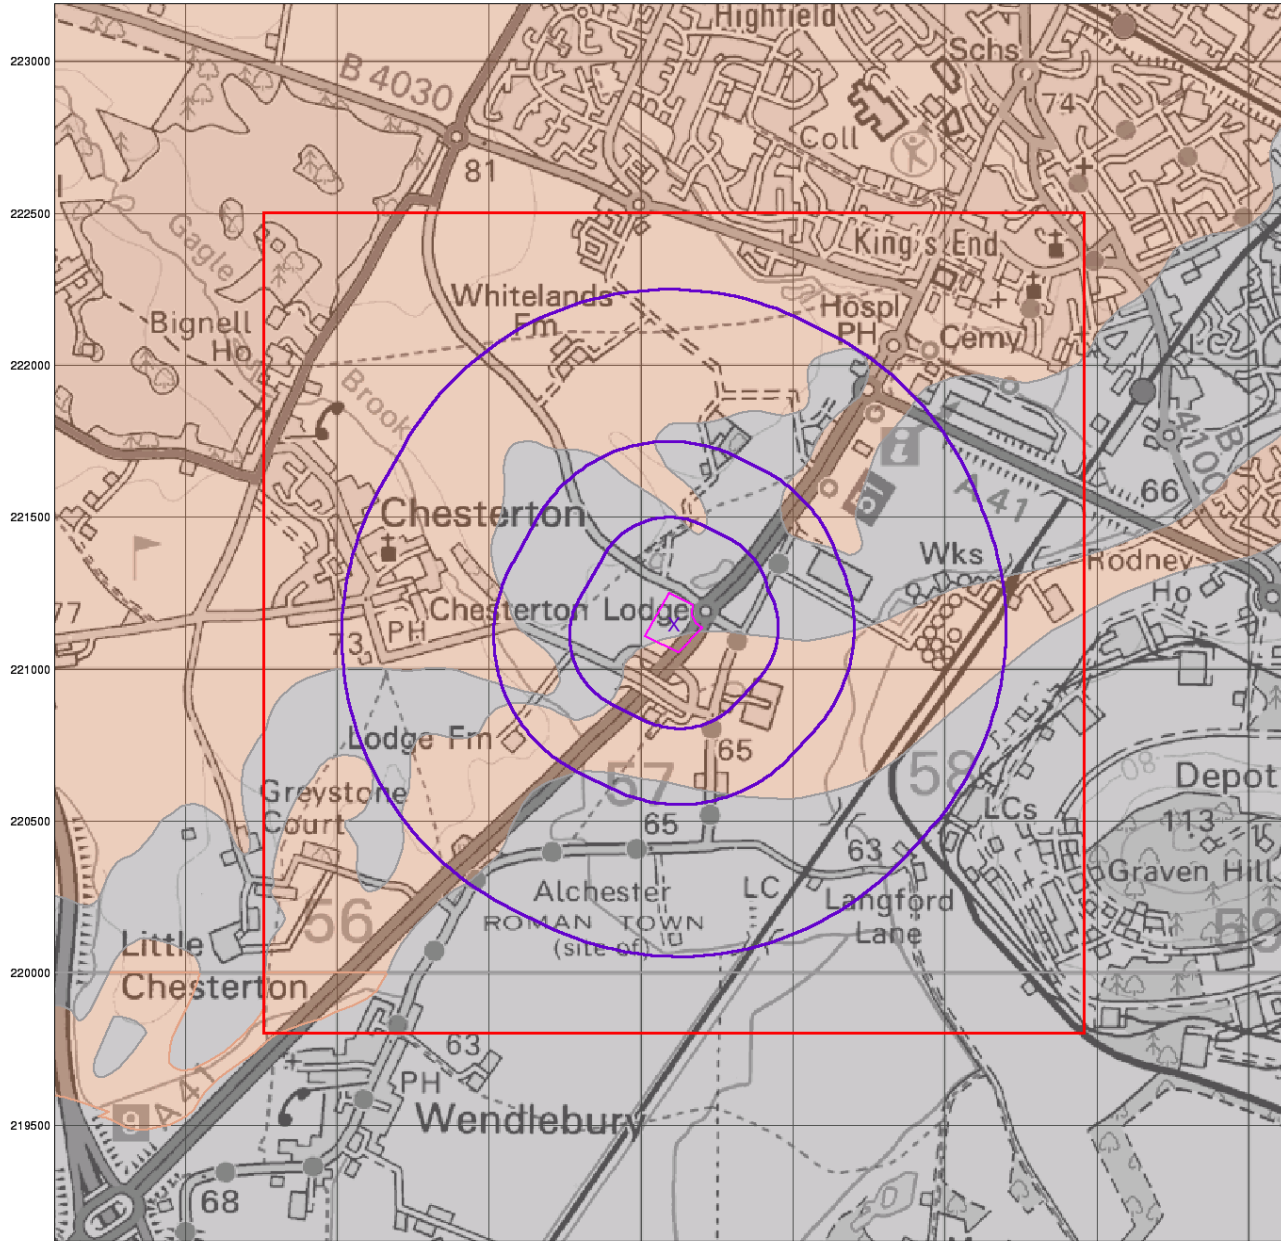 Highfield
223000
Schs
B 4030
74
Coll
81
222500
Gagle
King's End
Whitelands
Fm
Hospl
PH
Bignell
Ho
Cemy
LC
222000
Brook
B 4100
A 41
66
Chesterton
221500
Wks
Rodney
Ho
Chesterton Lodge
77
PH
73
221000
Lodge Fm
65
57
58
Depot
Greystone
Court
LCs
113
220500
65
63
Graven Hill
Alchester
LC
ROMAN TOWN
(site of)
Langford
Lane
56
59
Little
Chesterton
220000
63
A 41
PH
9
Wendlebury
219500
68